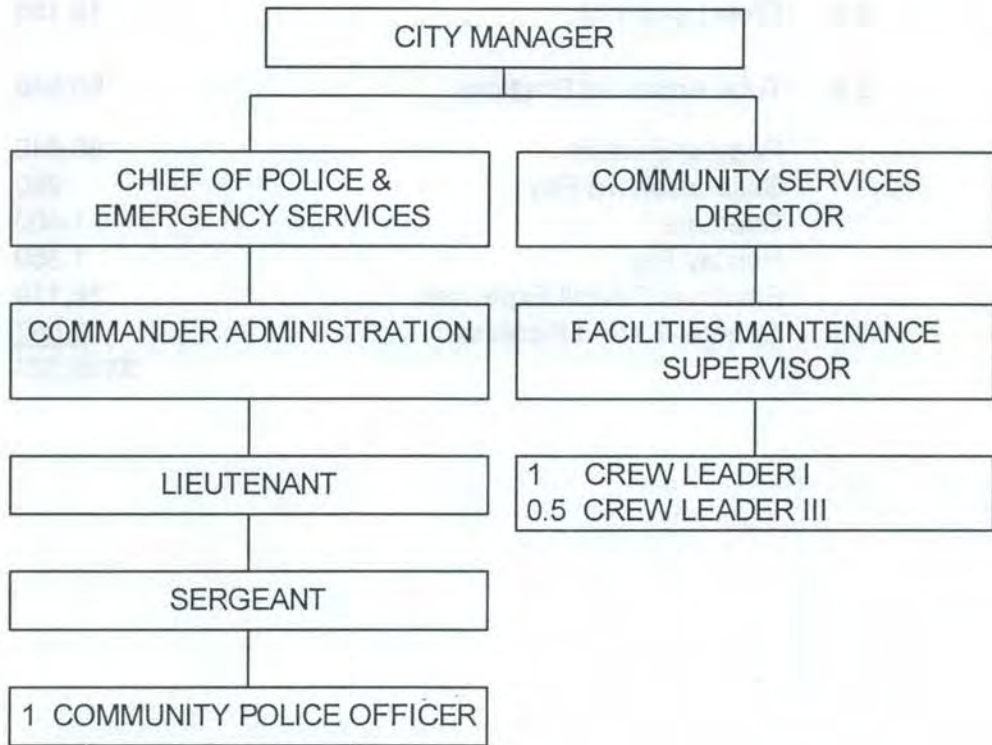 CITY MANAGER
CHIEF OF POLICE &
EMERGENCY SERVICES
COMMUNITY SERVICES
DIRECTOR
COMMANDER ADMINISTRATION
FACILITIES MAINTENANCE
SUPERVISOR
LIEUTENANT
1 CREW LEADER I
0.5 CREW LEADER III
SERGEANT
1 COMMUNITY POLICE OFFICER